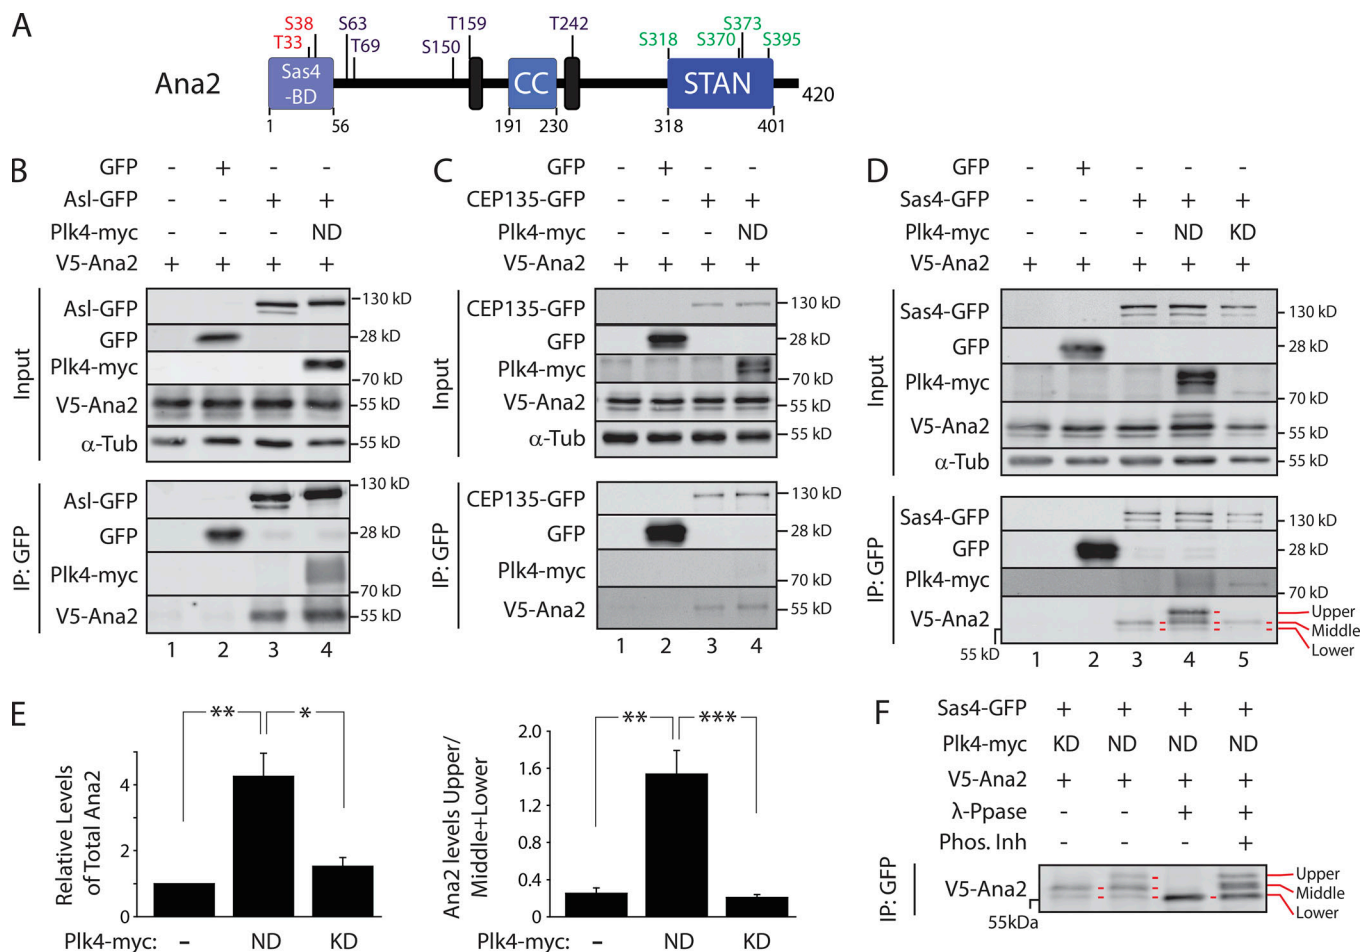 A
Ana2
S38
T33
S63
T69
S150
T159
T242
S318
S370
S373
S395
Sas4
-BD
CC
STAN
420
1
56
191
230
318
401
B
GFP - + - -
Asl-GFP - - + +
Plk4-myc - - - ND
V5-Ana2 + + + +
Input
Asl-GFP 130 kD
GFP 28 kD
Plk4-myc 70 kD
V5-Ana2 55 kD
α-Tub 55 kD
IP: GFP
Asl-GFP 130 kD
GFP 28 kD
Plk4-myc 70 kD
V5-Ana2 55 kD
1 2 3 4
C
GFP - + - -
CEP135-GFP - - + +
Plk4-myc - - - ND
V5-Ana2 + + + +
Input
CEP135-GFP 130 kD
GFP 28 kD
Plk4-myc 70 kD
V5-Ana2 55 kD
α-Tub 55 kD
IP: GFP
CEP135-GFP 130 kD
GFP 28 kD
Plk4-myc 70 kD
V5-Ana2 55 kD
1 2 3 4
D
GFP - + - - -
Sas4-GFP - - + + +
Plk4-myc - - - ND KD
V5-Ana2 + + + + +
Input
Sas4-GFP 130 kD
GFP 28 kD
Plk4-myc 70 kD
V5-Ana2 55 kD
α-Tub 55 kD
IP: GFP
Sas4-GFP 130 kD
GFP 28 kD
Plk4-myc 70 kD
V5-Ana2
55 kD
Upper
Middle
Lower
1 2 3 4 5
E
Relative Levels
of Total Ana2
4
2
1
0
** *
Plk4-myc: – ND KD
Ana2 levels Upper/
Middle+Lower
2.0
1.6
1.2
0.8
0.4
0
** ***
Plk4-myc: – ND KD
F
Sas4-GFP + + + +
Plk4-myc KD ND ND ND
V5-Ana2 + + + +
λ-Ppase - - + +
Phos. Inh - - - +
IP: GFP
V5-Ana2
55kDa
Upper
Middle
Lower